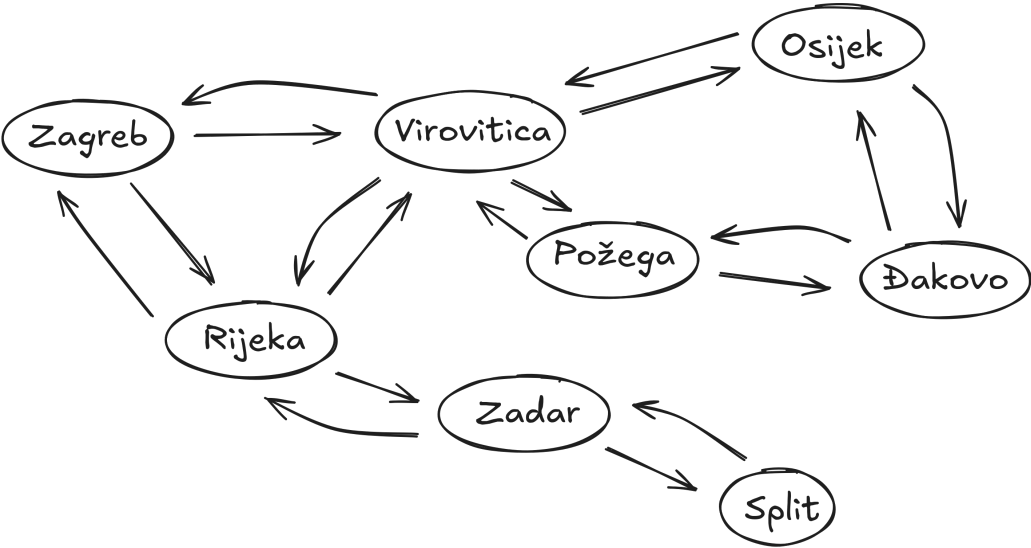 Osijek
Zagreb
Virovitica
Požega
Đakovo
Rijeka
Zadar
Split